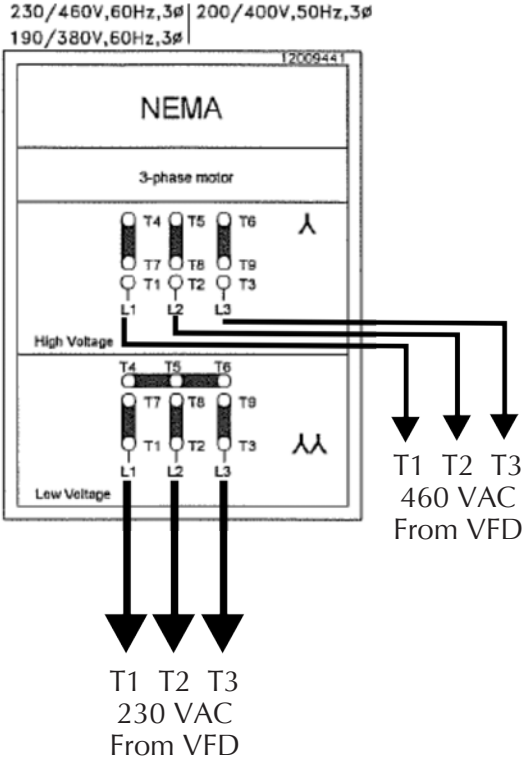 230/460V,60Hz,3ø 200/400V,50Hz,3ø
190/380V,60Hz,3ø
12009441
NEMA
3-phase motor
T4 T5 T6
T7 T8 T9
T1 T2 T3
L1 L2 L3
High Voltage
T4 T5 T6
T7 T8 T9
T1 T2 T3
L1 L2 L3
Low Voltage
T1 T2 T3
460 VAC
From VFD
T1 T2 T3
230 VAC
From VFD